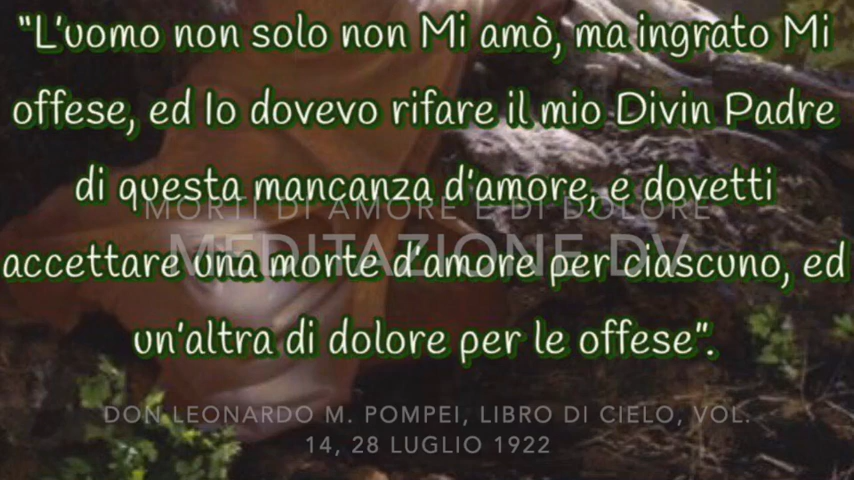 "L'uomo non solo non Mi amò, ma ingrato Mi
offese, ed Io dovevo rifare il mio Divin Padre
di questa mancanza d'amore, e dovetti
MORTI DI AMORE E DI DOLORE
MEDITAZIONE DV
accettare una morte d'amore per ciascuno, ed
un'altra di dolore per le offese".
DON LEONARDO M. POMPEI, LIBRO DI CIELO, VOL.
14, 28 LUGLIO 1922